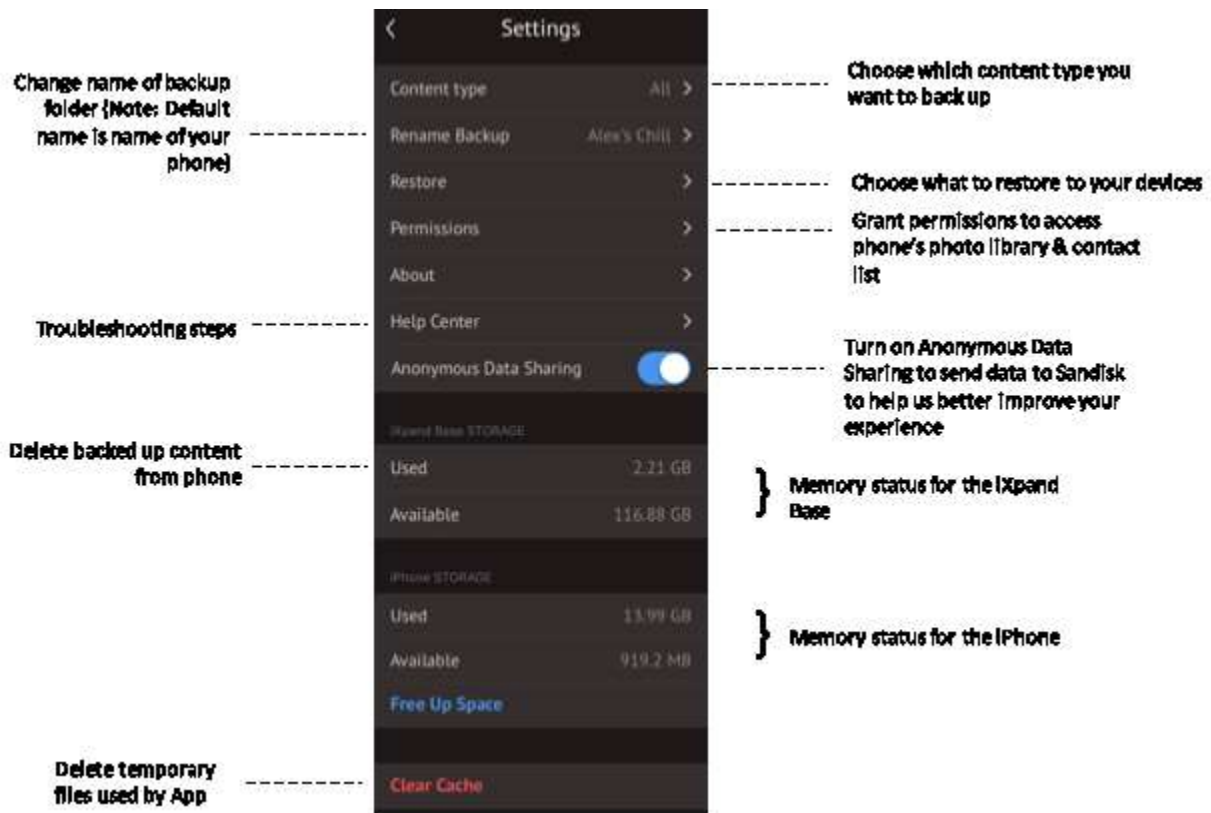 Settings
Content type All
Rename Backup Alex's Chill
Restore
Permissions
About
Help Center
Anonymous Data Sharing
iXpand Base STORAGE
Used 2.21 GB
Available 116.88 GB
iPhone STORAGE
Used 13.99 GB
Available 919.2 MB
Free Up Space
Clear Cache
Change name of backup
folder (Note: Default
name is name of your
phone)
Troubleshooting steps
Delete backed up content
from phone
Delete temporary
files used by App
Choose which content type you
want to back up
Choose what to restore to your devices
Grant permissions to access
phone's photo library & contact
list
Turn on Anonymous Data
Sharing to send data to Sandisk
to help us better improve your
experience
Memory status for the iXpand
Base
Memory status for the iPhone